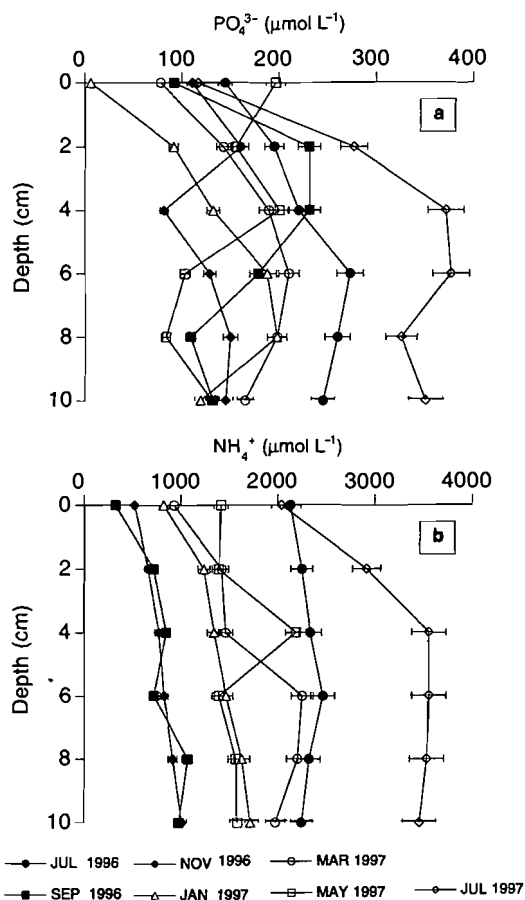 PO₄³⁻ (μmol L⁻¹)
0 100 200 300 400
a
0
2
4
6
8
10
Depth (cm)
NH₄⁺ (μmol L⁻¹)
0 1000 2000 3000 4000
b
0
2
4
6
8
10
Depth (cm)
JUL 1996 NOV 1996 MAR 1997
SEP 1996 JAN 1997 MAY 1997 JUL 1997